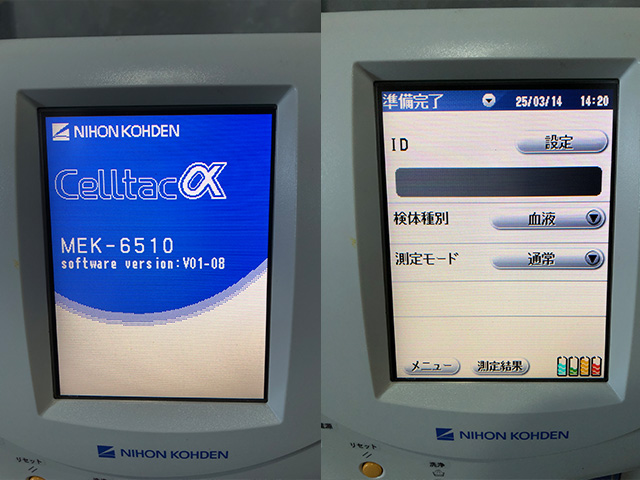 NIHON KOHDEN
Celltacα
MEK-6510
software version:V01-08
NIHON KOHDEN
リセット
準備完了 25/03/14 14:20
ID 設定
検体種別 血液
測定モード 通常
メニュー 測定結果
NIHON KOHDEN
リセット
洗浄